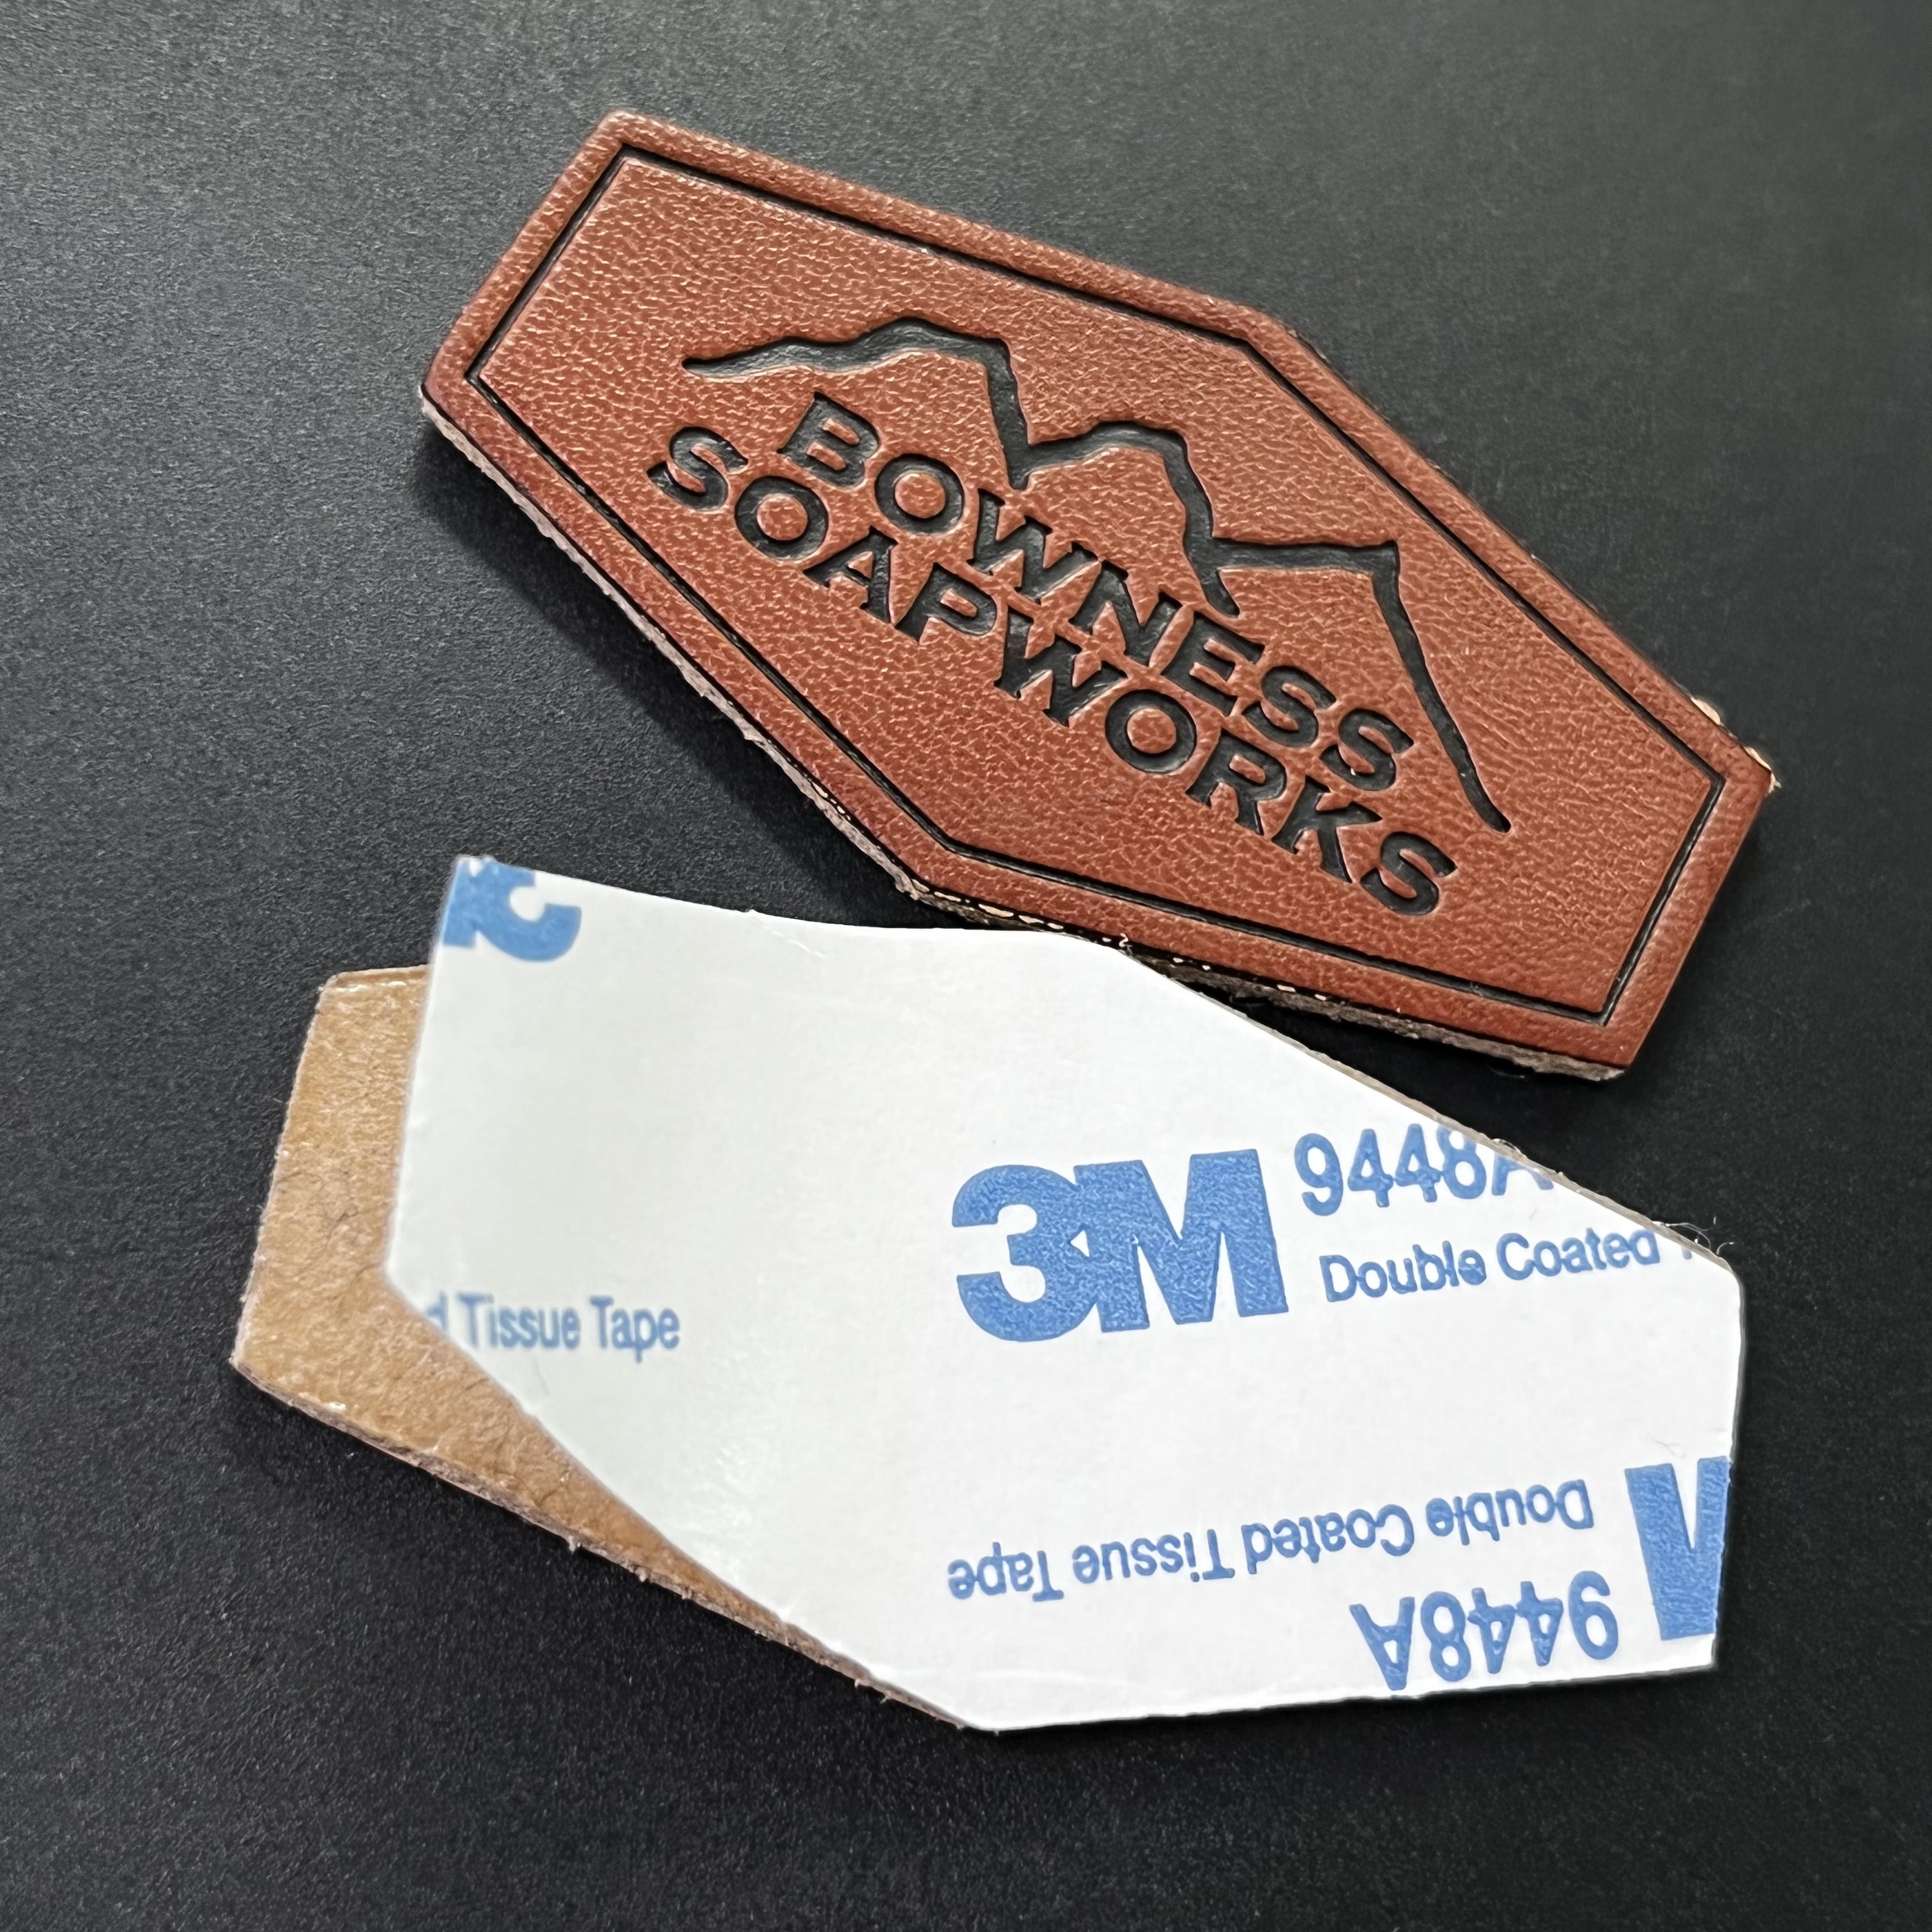 BOWNESS
SOAPWORKS
3M 9448A
Double Coated
Tissue Tape
Double Coated Tissue Tape
9448A